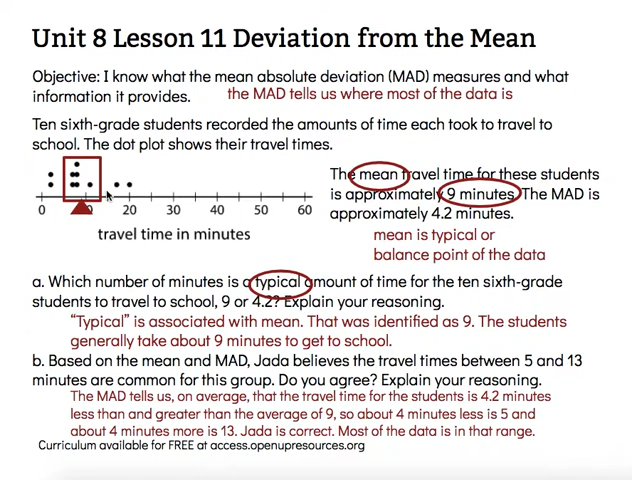 Unit 8 Lesson 11 Deviation from the Mean
Objective: I know what the mean absolute deviation (MAD) measures and what
information it provides.
the MAD tells us where most of the data is
Ten sixth-grade students recorded the amounts of time each took to travel to
school. The dot plot shows their travel times.
0 10 20 30 40 50 60
travel time in minutes
The mean travel time for these students
is approximately 9 minutes. The MAD is
approximately 4.2 minutes.
mean is typical or
balance point of the data
a. Which number of minutes is a typical amount of time for the ten sixth-grade
students to travel to school, 9 or 4.2? Explain your reasoning.
“Typical” is associated with mean. That was identified as 9. The students
generally take about 9 minutes to get to school.
b. Based on the mean and MAD, Jada believes the travel times between 5 and 13
minutes are common for this group. Do you agree? Explain your reasoning.
The MAD tells us, on average, that the travel time for the students is 4.2 minutes
less than and greater than the average of 9, so about 4 minutes less is 5 and
about 4 minutes more is 13. Jada is correct. Most of the data is in that range.
Curriculum available for FREE at access.openupresources.org